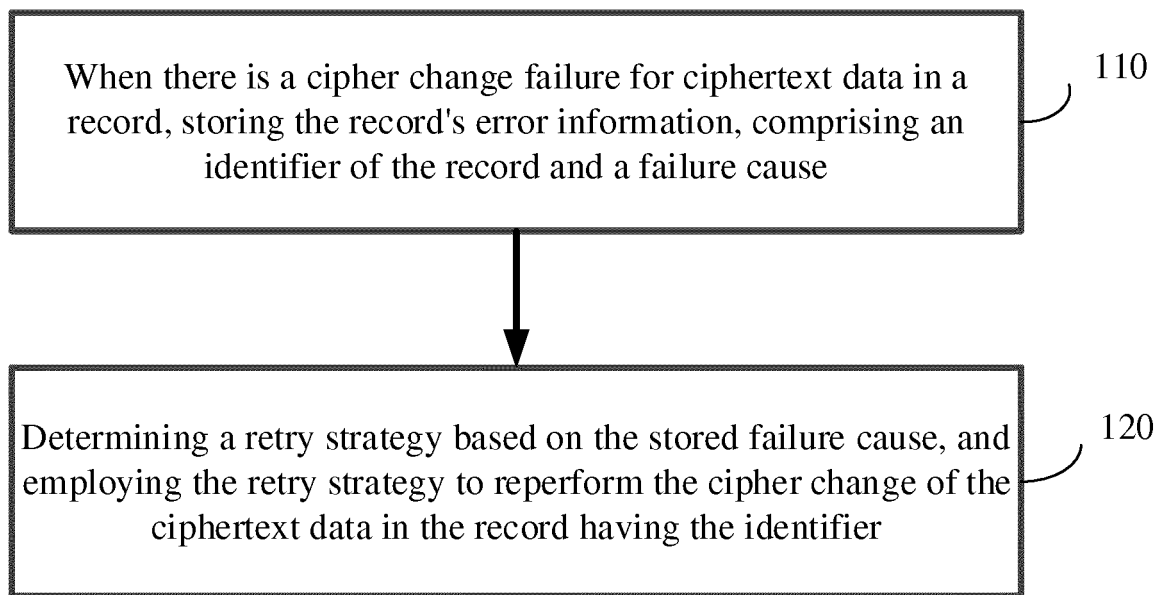 When there is a cipher change failure for ciphertext data in a
record, storing the record's error information, comprising an
identifier of the record and a failure cause
110
Determining a retry strategy based on the stored failure cause, and
employing the retry strategy to reperform the cipher change of the
ciphertext data in the record having the identifier
120